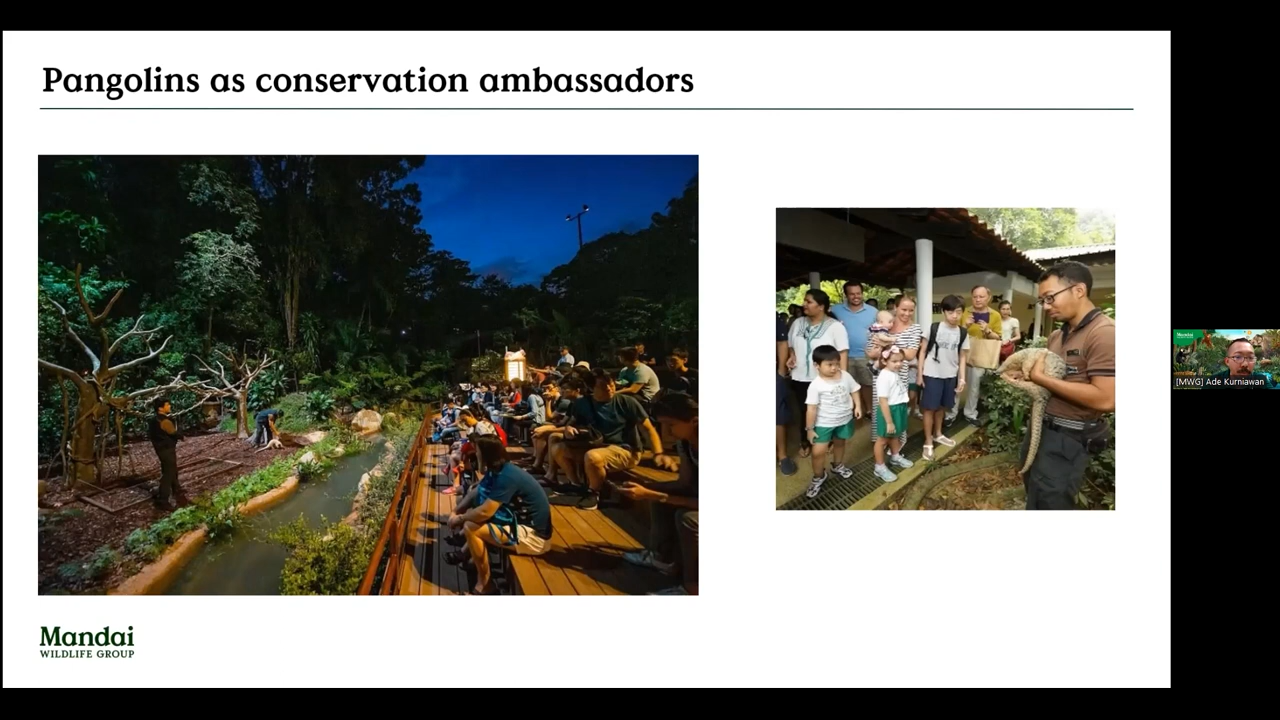 Pangolins as conservation ambassadors
Mandai
WILDLIFE GROUP
[MWG] Ade Kurniawan